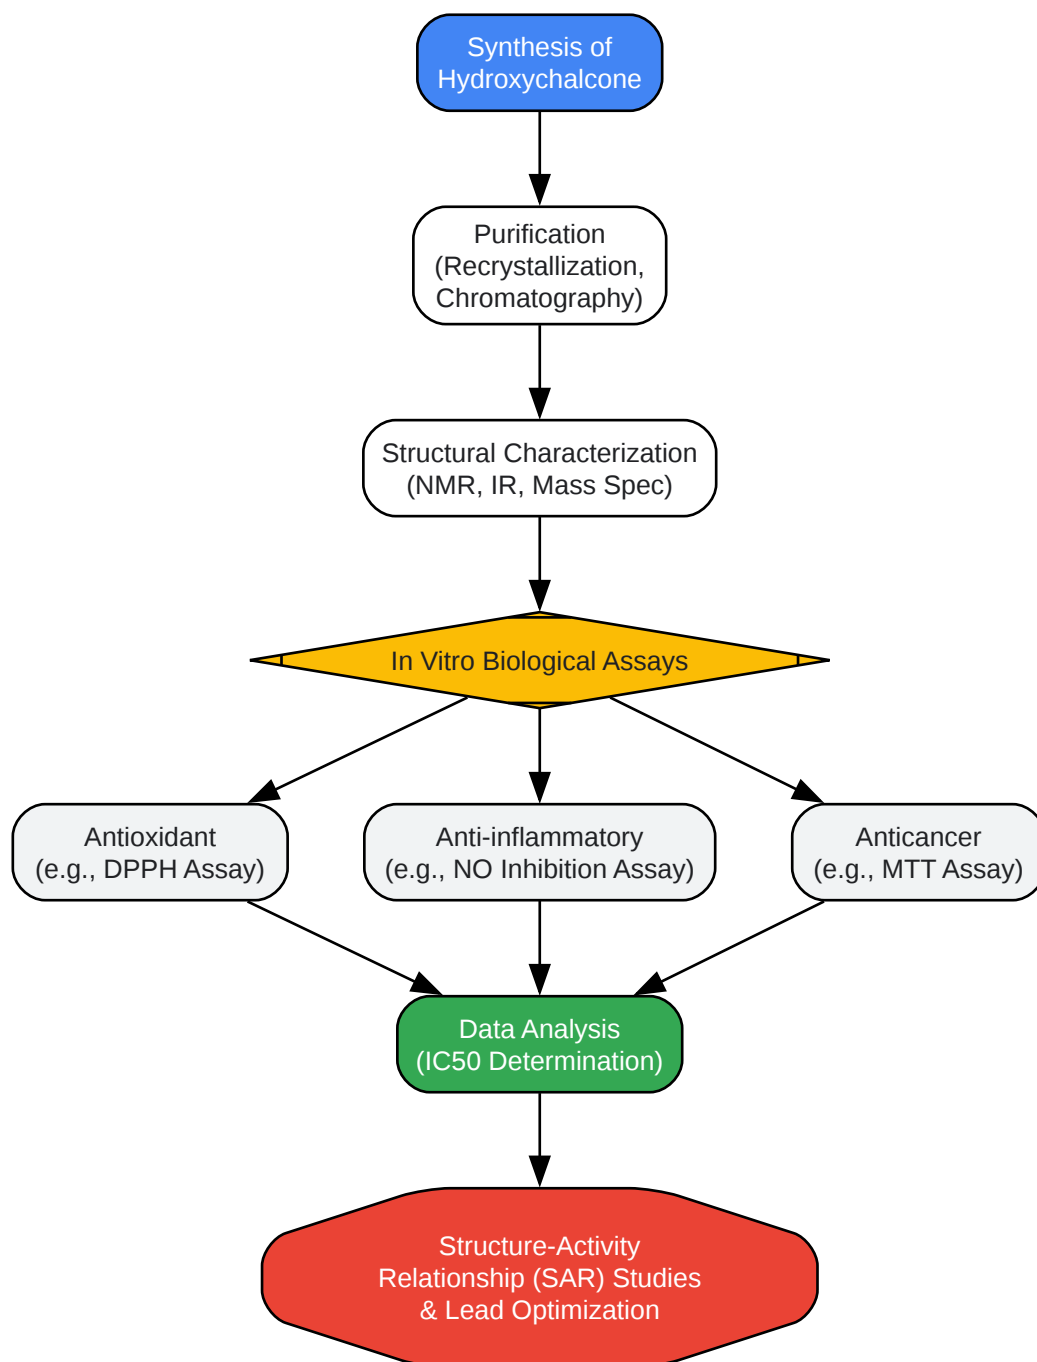 Synthesis of
Hydroxychalcone
Purification
(Recrystallization,
Chromatography)
Structural Characterization
(NMR, IR, Mass Spec)
In Vitro Biological Assays
Antioxidant
(e.g., DPPH Assay)
Anti-inflammatory
(e.g., NO Inhibition Assay)
Anticancer
(e.g., MTT Assay)
Data Analysis
(IC50 Determination)
Structure-Activity
Relationship (SAR) Studies
& Lead Optimization